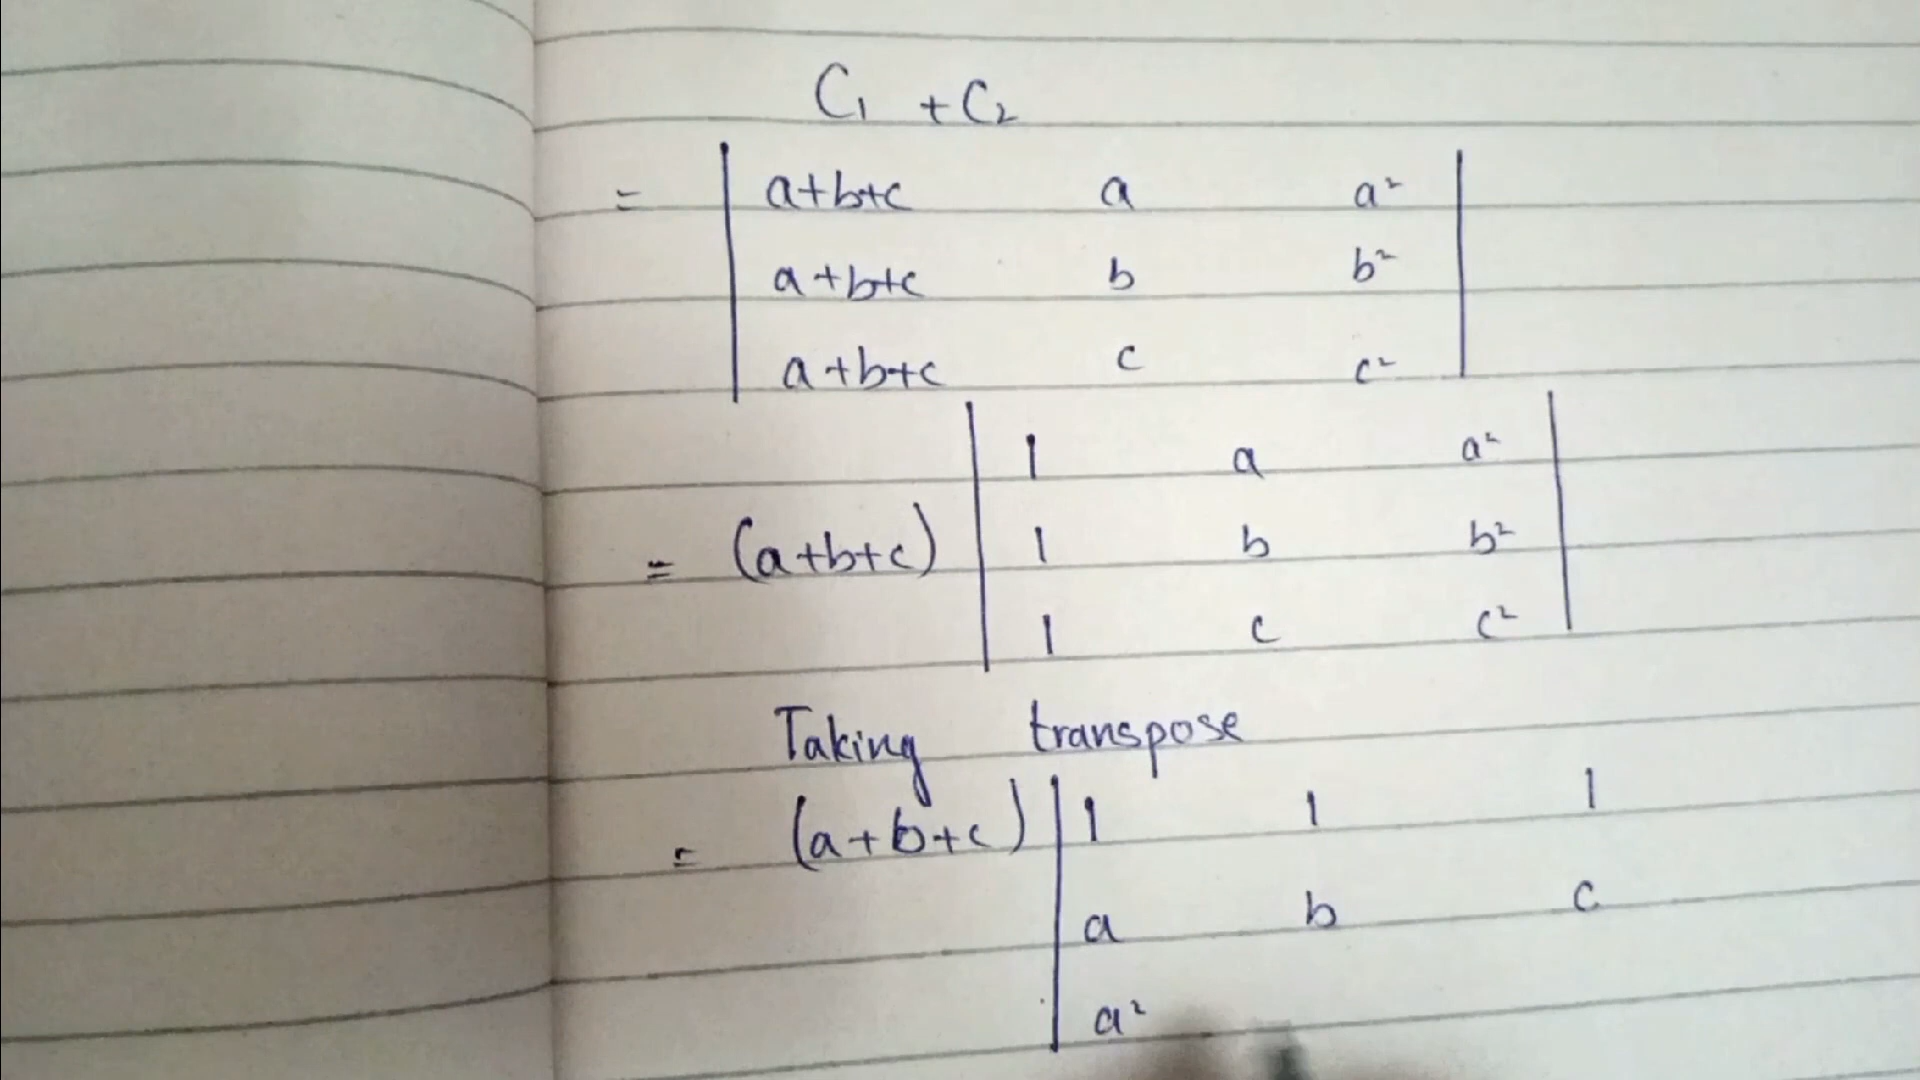 C₁ + C₂
= | a+b+c a a² |
| a+b+c b b² |
| a+b+c c c² |
= (a+b+c) | 1 a a² |
| 1 b b² |
| 1 c c² |
Taking transpose
= (a+b+c) | 1 1 1
| a b c
| a²